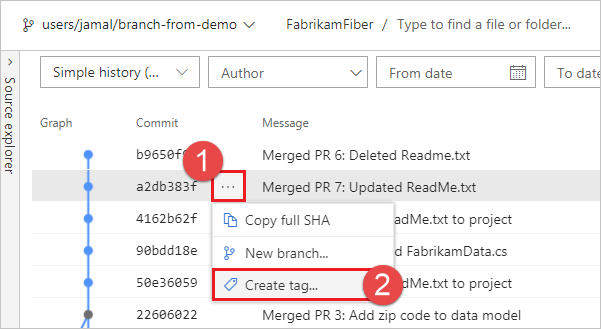 users/jamal/branch-from-demo FabrikamFiber / Type to find a file or folder...
Source explorer
Simple history (... Author From date To date
Graph Commit Message
b9650f Merged PR 6: Deleted Readme.txt
1
a2db383f ... Merged PR 7: Updated ReadMe.txt
4162b62f Copy full SHA dMe.txt to project
90bdd18e New branch... d FabrikamData.cs
50e36059 Create tag... dMe.txt to project
2
22606022 Merged PR 3: Add zip code to data model